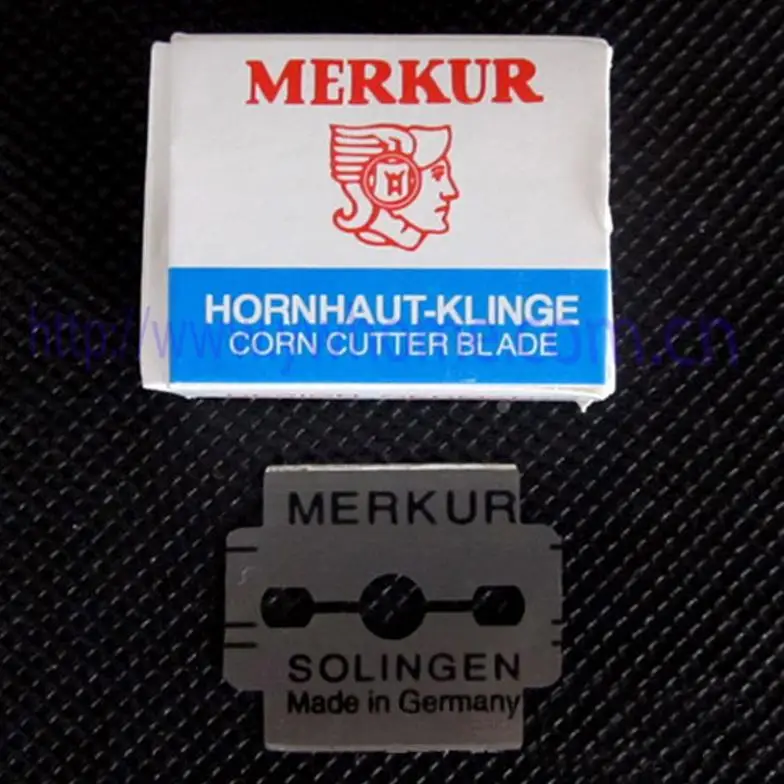 MERKUR
HORNHAUT-KLINGE
CORN CUTTER BLADE
MERKUR
SOLINGEN
Made in Germany